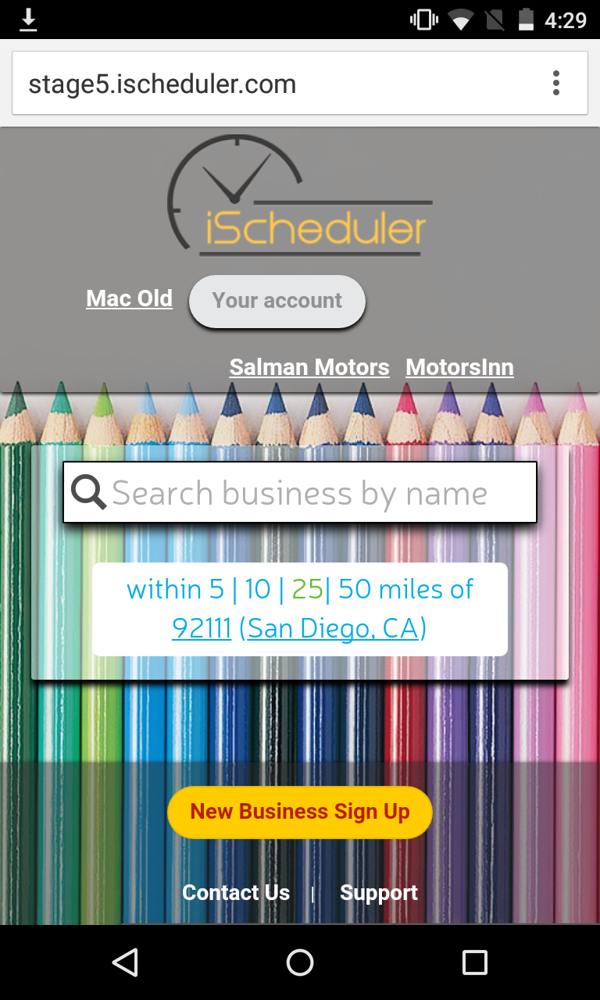 4:29
stage5.ischeduler.com
iScheduler
Mac Old Your account
Salman Motors MotorsInn
Search business by name
within 5 | 10 | 25| 50 miles of
92111 (San Diego, CA)
New Business Sign Up
Contact Us | Support